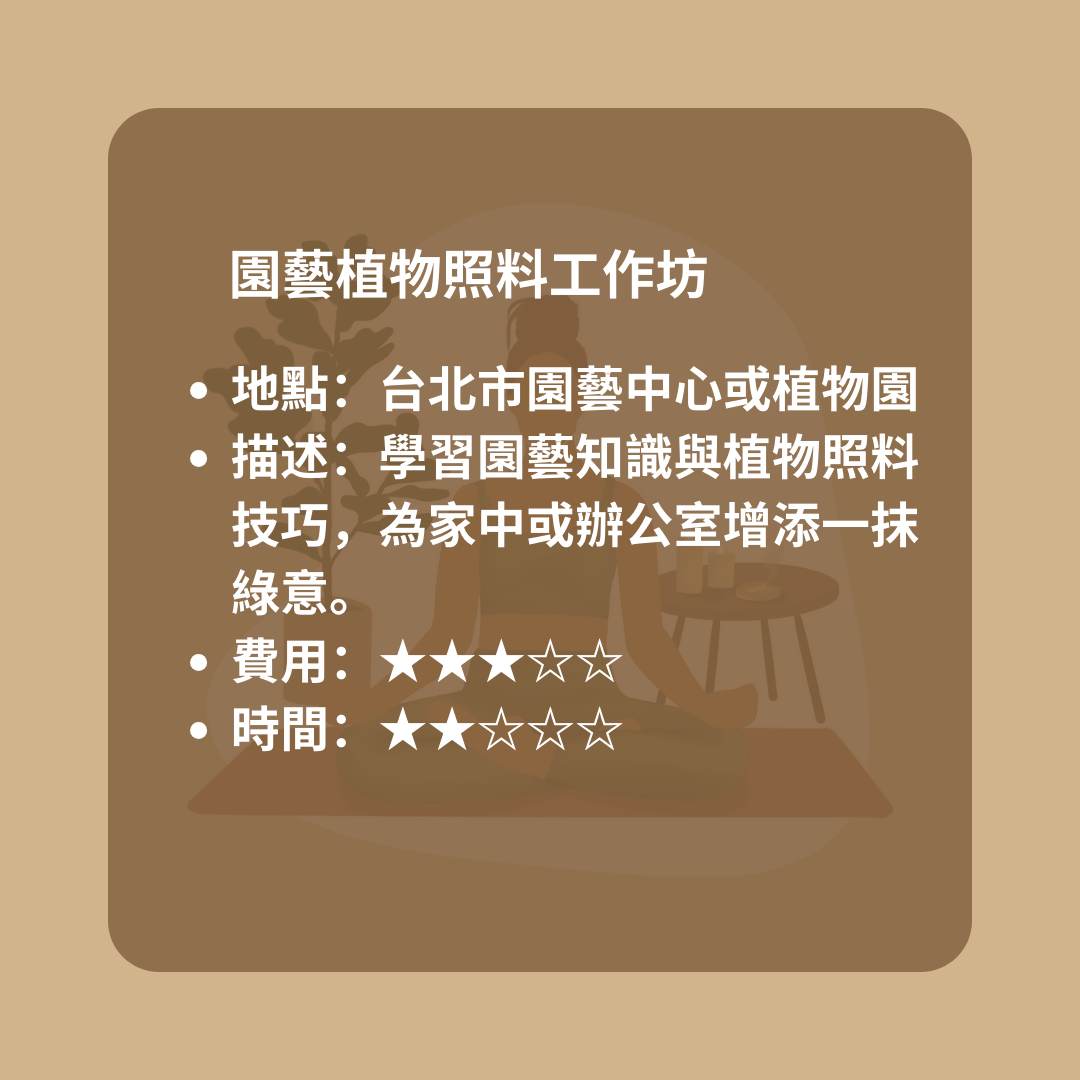 園藝植物照料工作坊
• 地點：台北市園藝中心或植物園
• 描述：學習園藝知識與植物照料
技巧，為家中或辦公室增添一抹
綠意。
• 費用：★★★☆☆
• 時間：★★☆☆☆